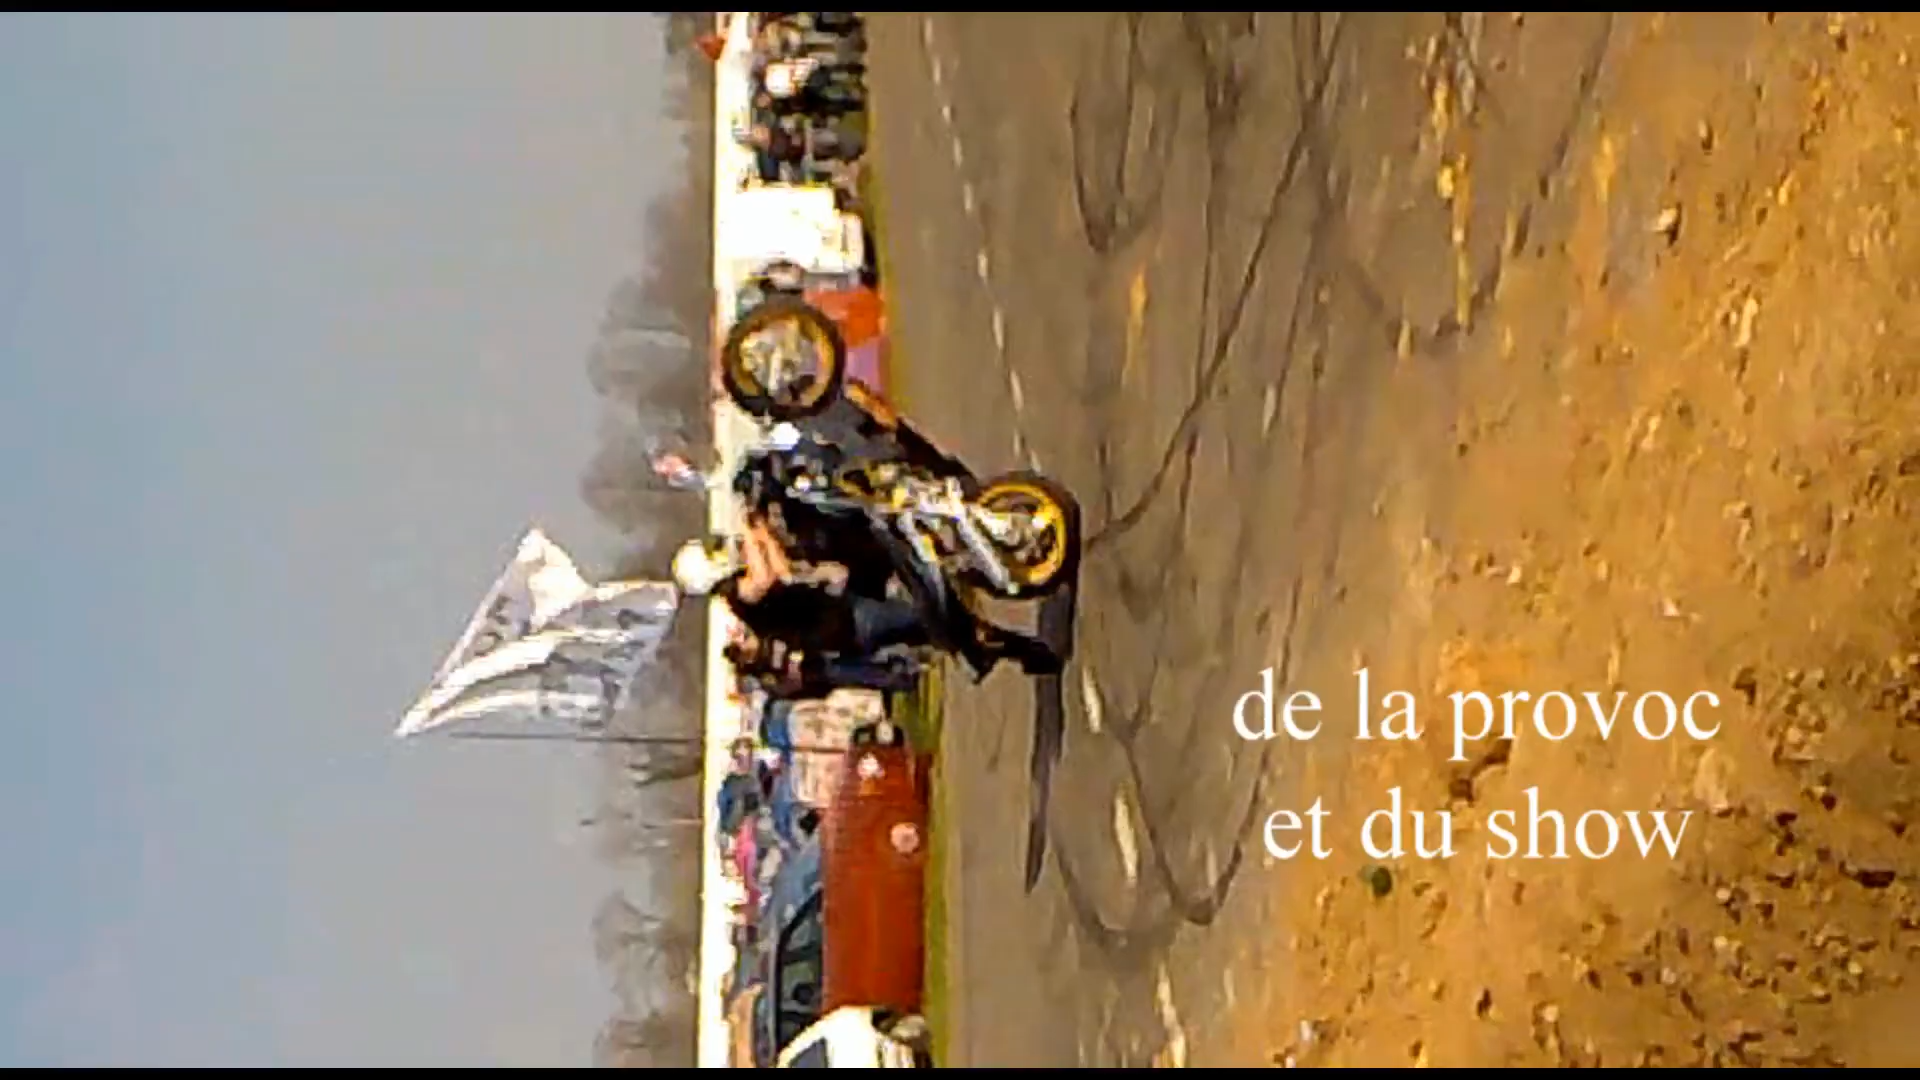 de la provoc
et du show